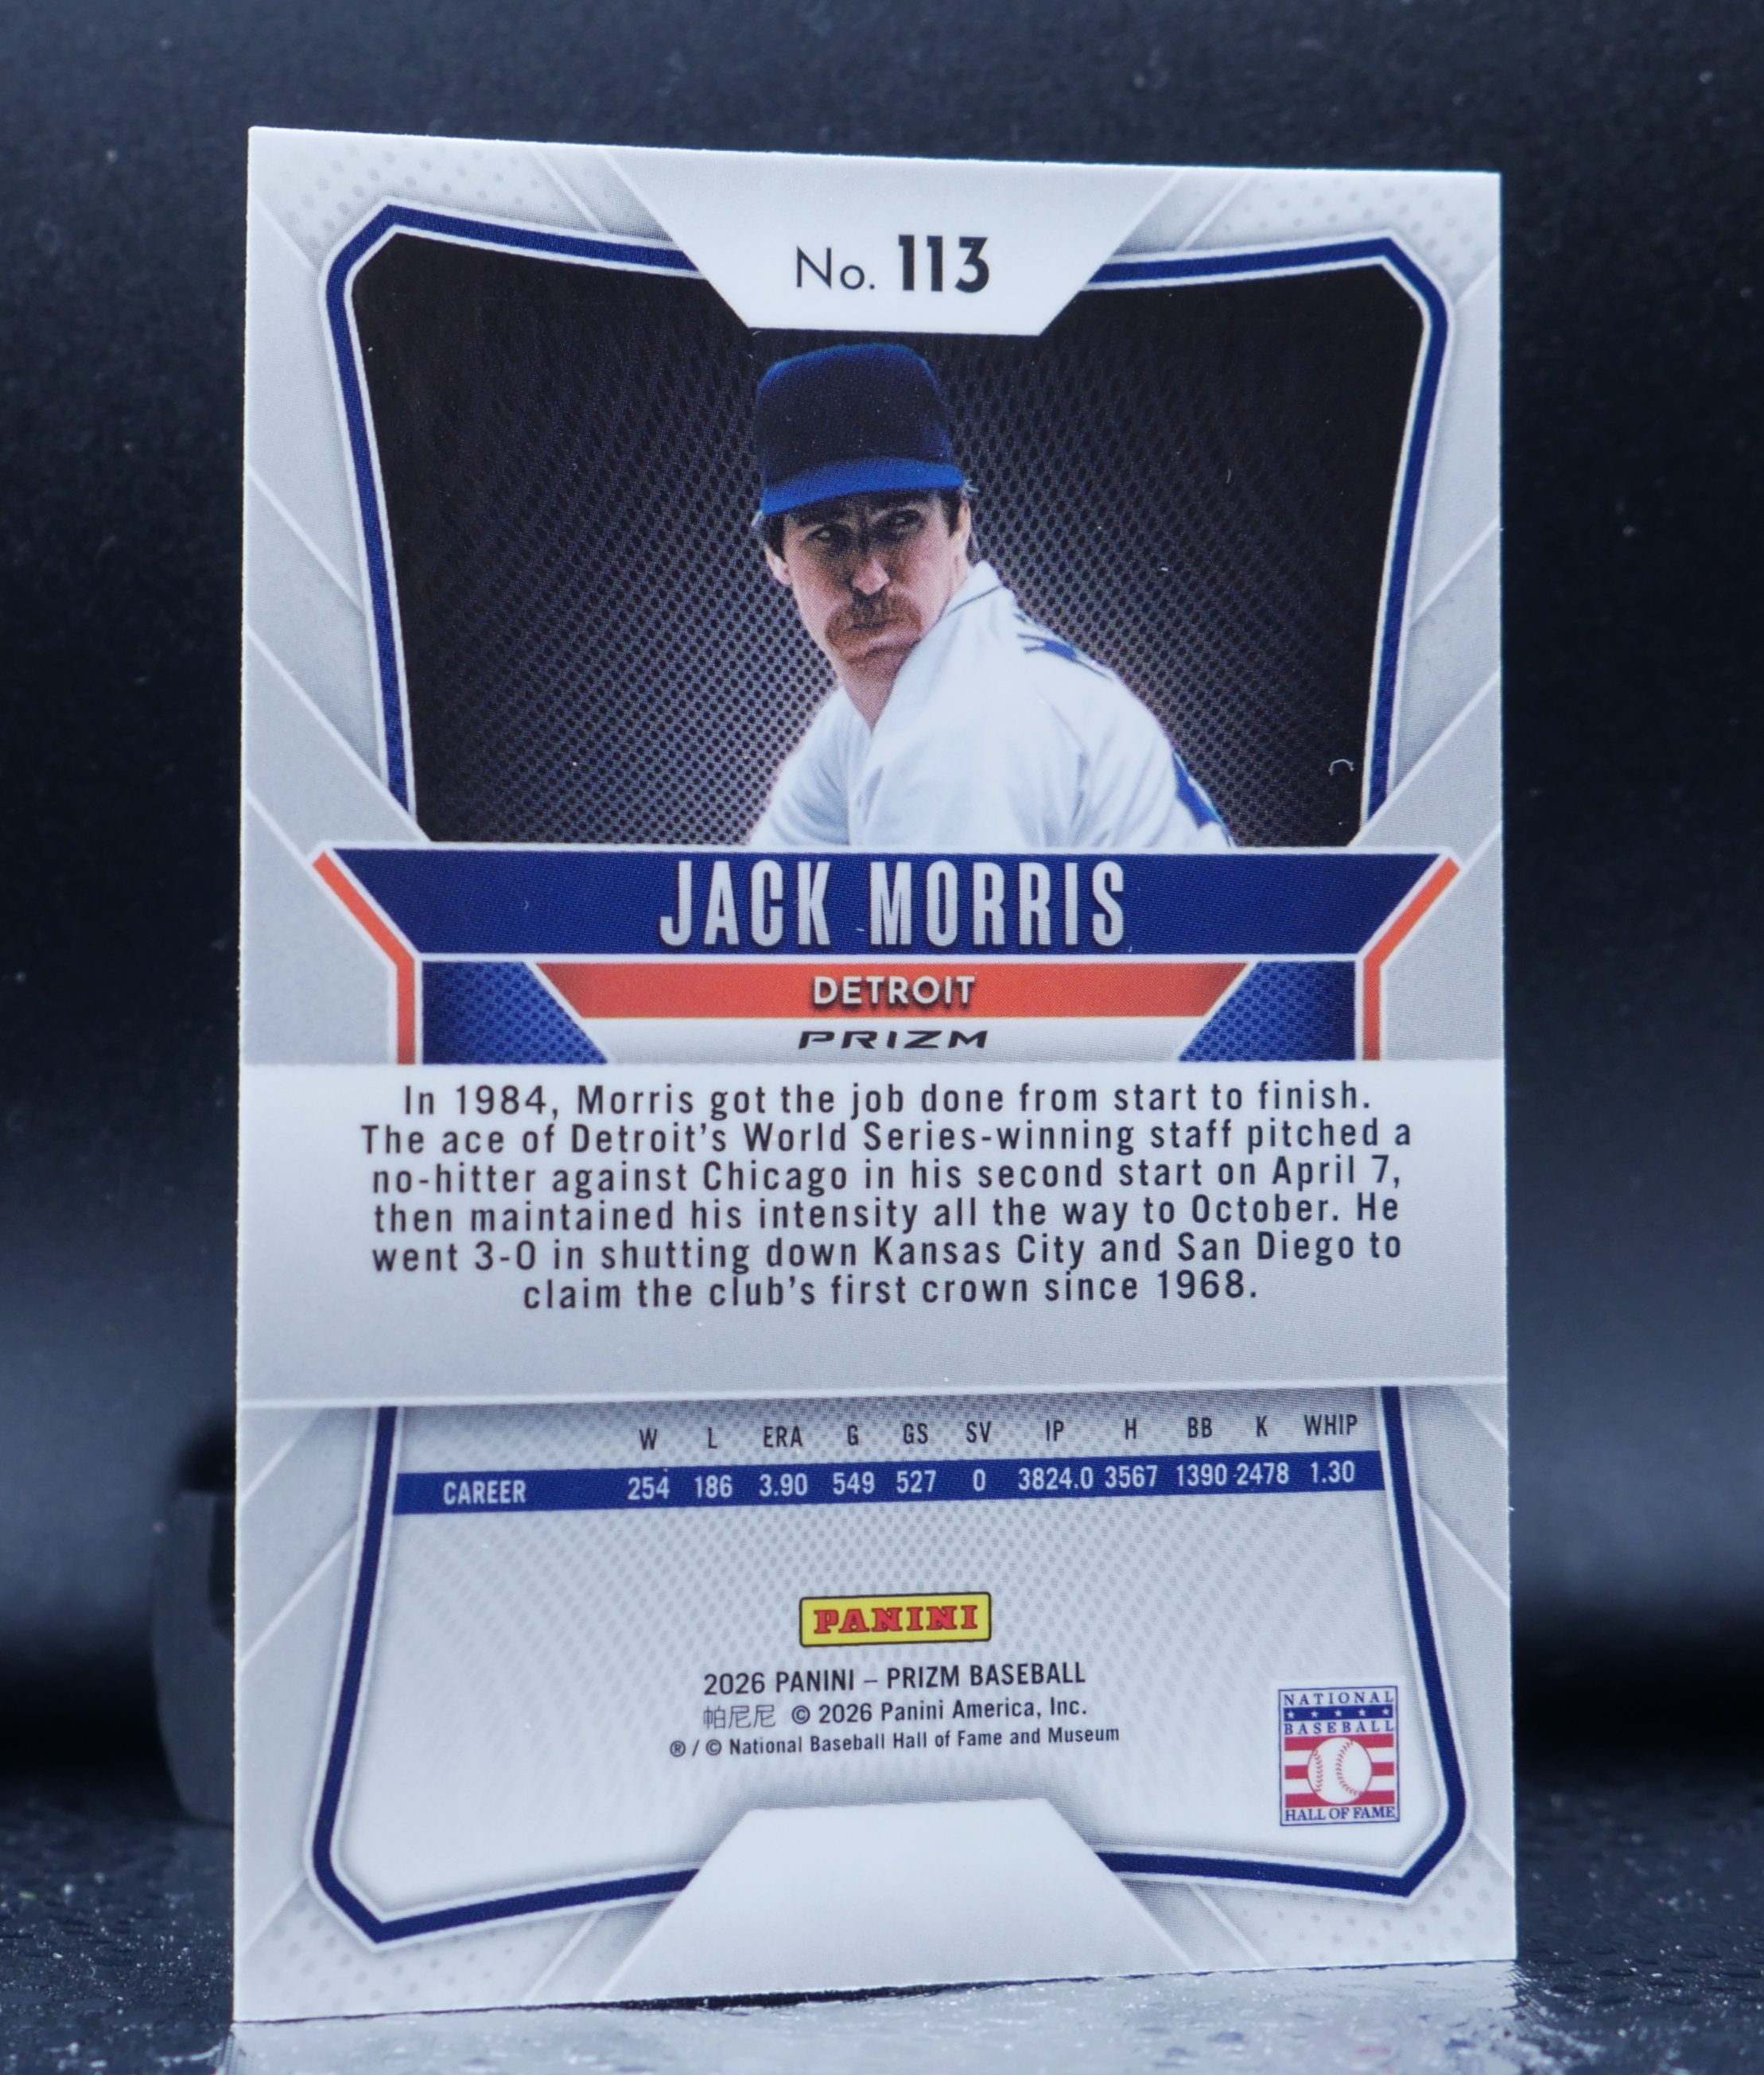 No. 113
JACK MORRIS
DETROIT
PRIZM
In 1984, Morris got the job done from start to finish.
The ace of Detroit's World Series-winning staff pitched a
no-hitter against Chicago in his second start on April 7,
then maintained his intensity all the way to October. He
went 3-0 in shutting down Kansas City and San Diego to
claim the club's first crown since 1968.
W L ERA G GS SV IP H BB K WHIP
CAREER 254 186 3.90 549 527 0 3824.0 3567 1390 2478 1.30
PANINI
2026 PANINI – PRIZM BASEBALL
帕尼尼 © 2026 Panini America, Inc.
® / © National Baseball Hall of Fame and Museum
NATIONAL
BASEBALL
HALL OF FAME